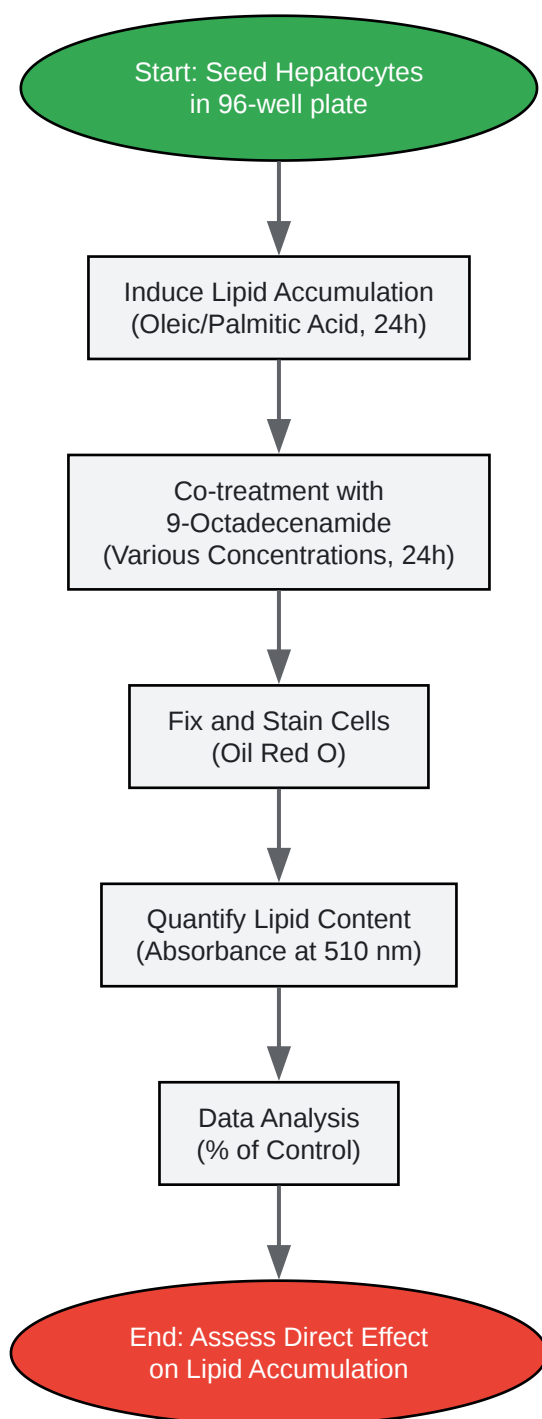 Start: Seed Hepatocytes
in 96-well plate
Induce Lipid Accumulation
(Oleic/Palmitic Acid, 24h)
Co-treatment with
9-Octadecenamide
(Various Concentrations, 24h)
Fix and Stain Cells
(Oil Red O)
Quantify Lipid Content
(Absorbance at 510 nm)
Data Analysis
(% of Control)
End: Assess Direct Effect
on Lipid Accumulation